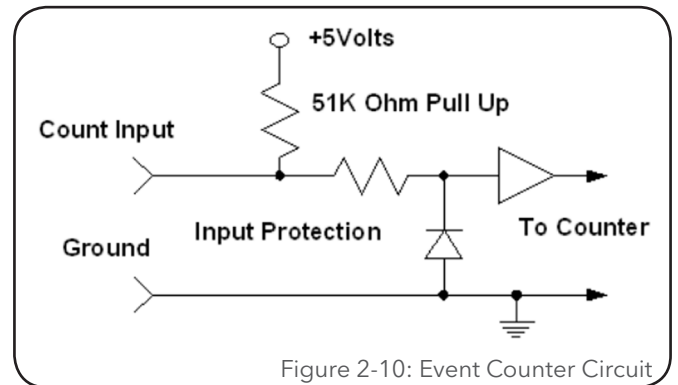 +5Volts
51K Ohm Pull Up
Count Input
Input Protection
To Counter
Ground
Figure 2-10: Event Counter Circuit